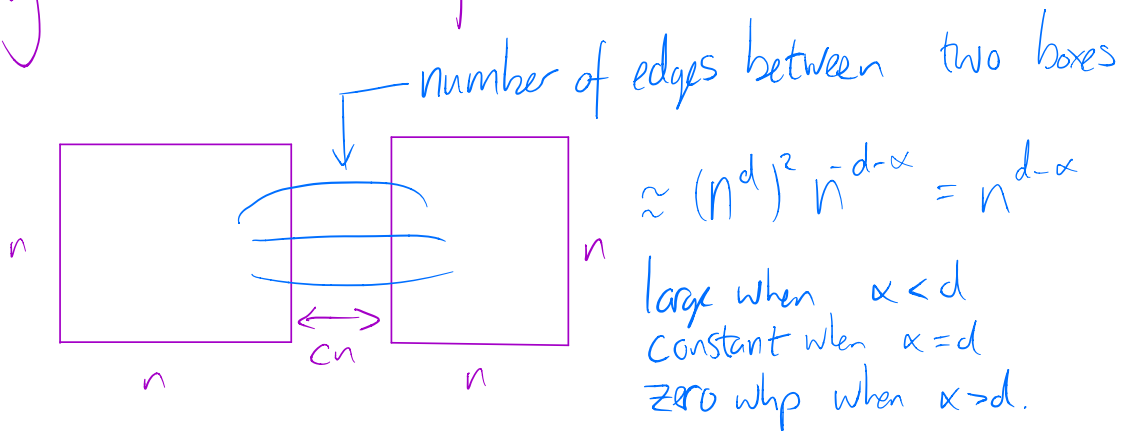 number of edges between two boxes
≈ (n^d)² n^{-d-α} = n^{d-α}
n
n
large when α < d
constant when α = d
cn
n
n
zero whp when α > d.